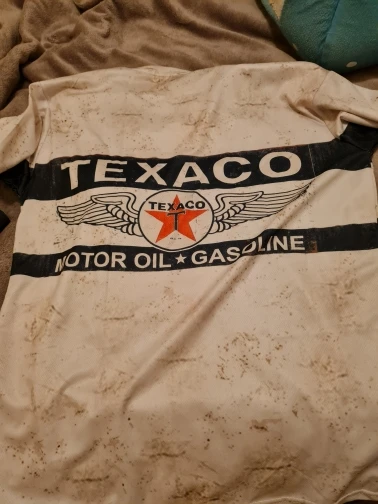 TEXACO
TEXACO
T
MOTOR OIL ★ GASOLINE